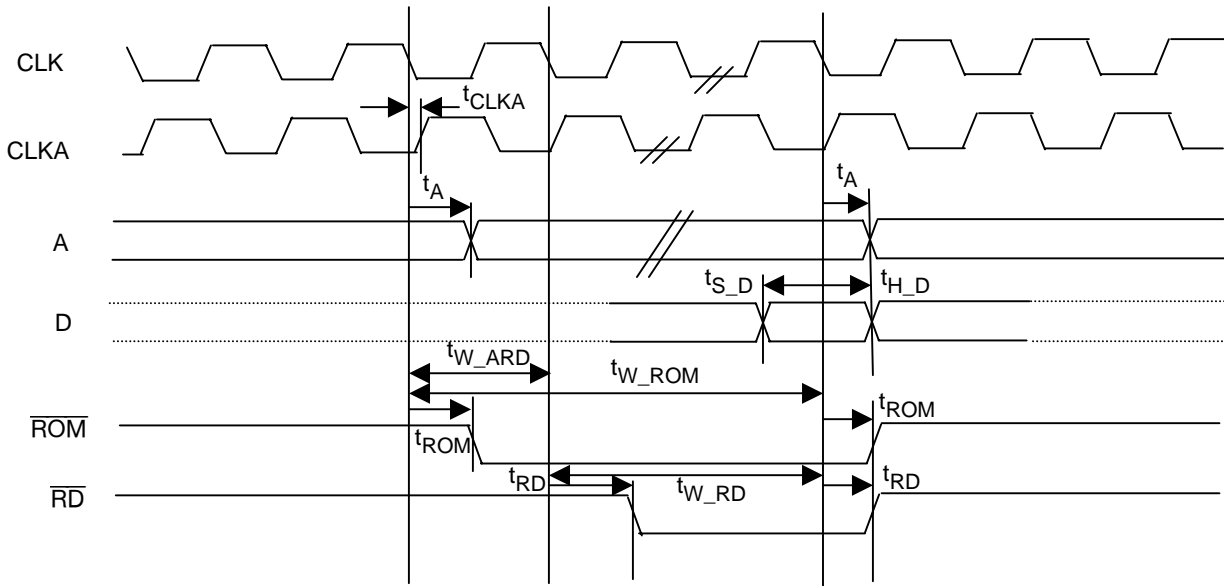 CLK
t_CLKA
CLKA
t_A t_A
A
t_S_D t_H_D
D
t_W_ARD t_W_ROM
ROM t_ROM t_ROM
t_RD t_W_RD t_RD
RD